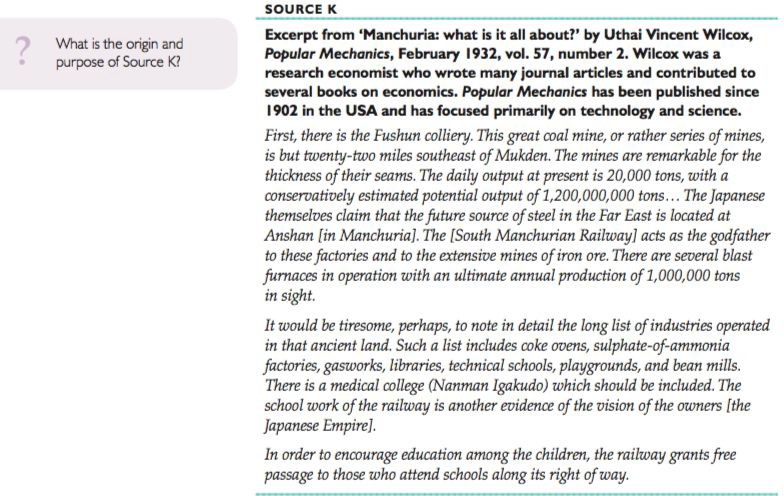 ?
What is the origin and
purpose of Source K?
SOURCE K
Excerpt from ‘Manchuria: what is it all about?’ by Uthai Vincent Wilcox,
Popular Mechanics, February 1932, vol. 57, number 2. Wilcox was a
research economist who wrote many journal articles and contributed to
several books on economics. Popular Mechanics has been published since
1902 in the USA and has focused primarily on technology and science.
First, there is the Fushun colliery. This great coal mine, or rather series of mines,
is but twenty-two miles southeast of Mukden. The mines are remarkable for the
thickness of their seams. The daily output at present is 20,000 tons, with a
conservatively estimated potential output of 1,200,000,000 tons… The Japanese
themselves claim that the future source of steel in the Far East is located at
Anshan [in Manchuria]. The [South Manchurian Railway] acts as the godfather
to these factories and to the extensive mines of iron ore. There are several blast
furnaces in operation with an ultimate annual production of 1,000,000 tons
in sight.
It would be tiresome, perhaps, to note in detail the long list of industries operated
in that ancient land. Such a list includes coke ovens, sulphate-of-ammonia
factories, gasworks, libraries, technical schools, playgrounds, and bean mills.
There is a medical college (Nanman Igakudo) which should be included. The
school work of the railway is another evidence of the vision of the owners [the
Japanese Empire].
In order to encourage education among the children, the railway grants free
passage to those who attend schools along its right of way.